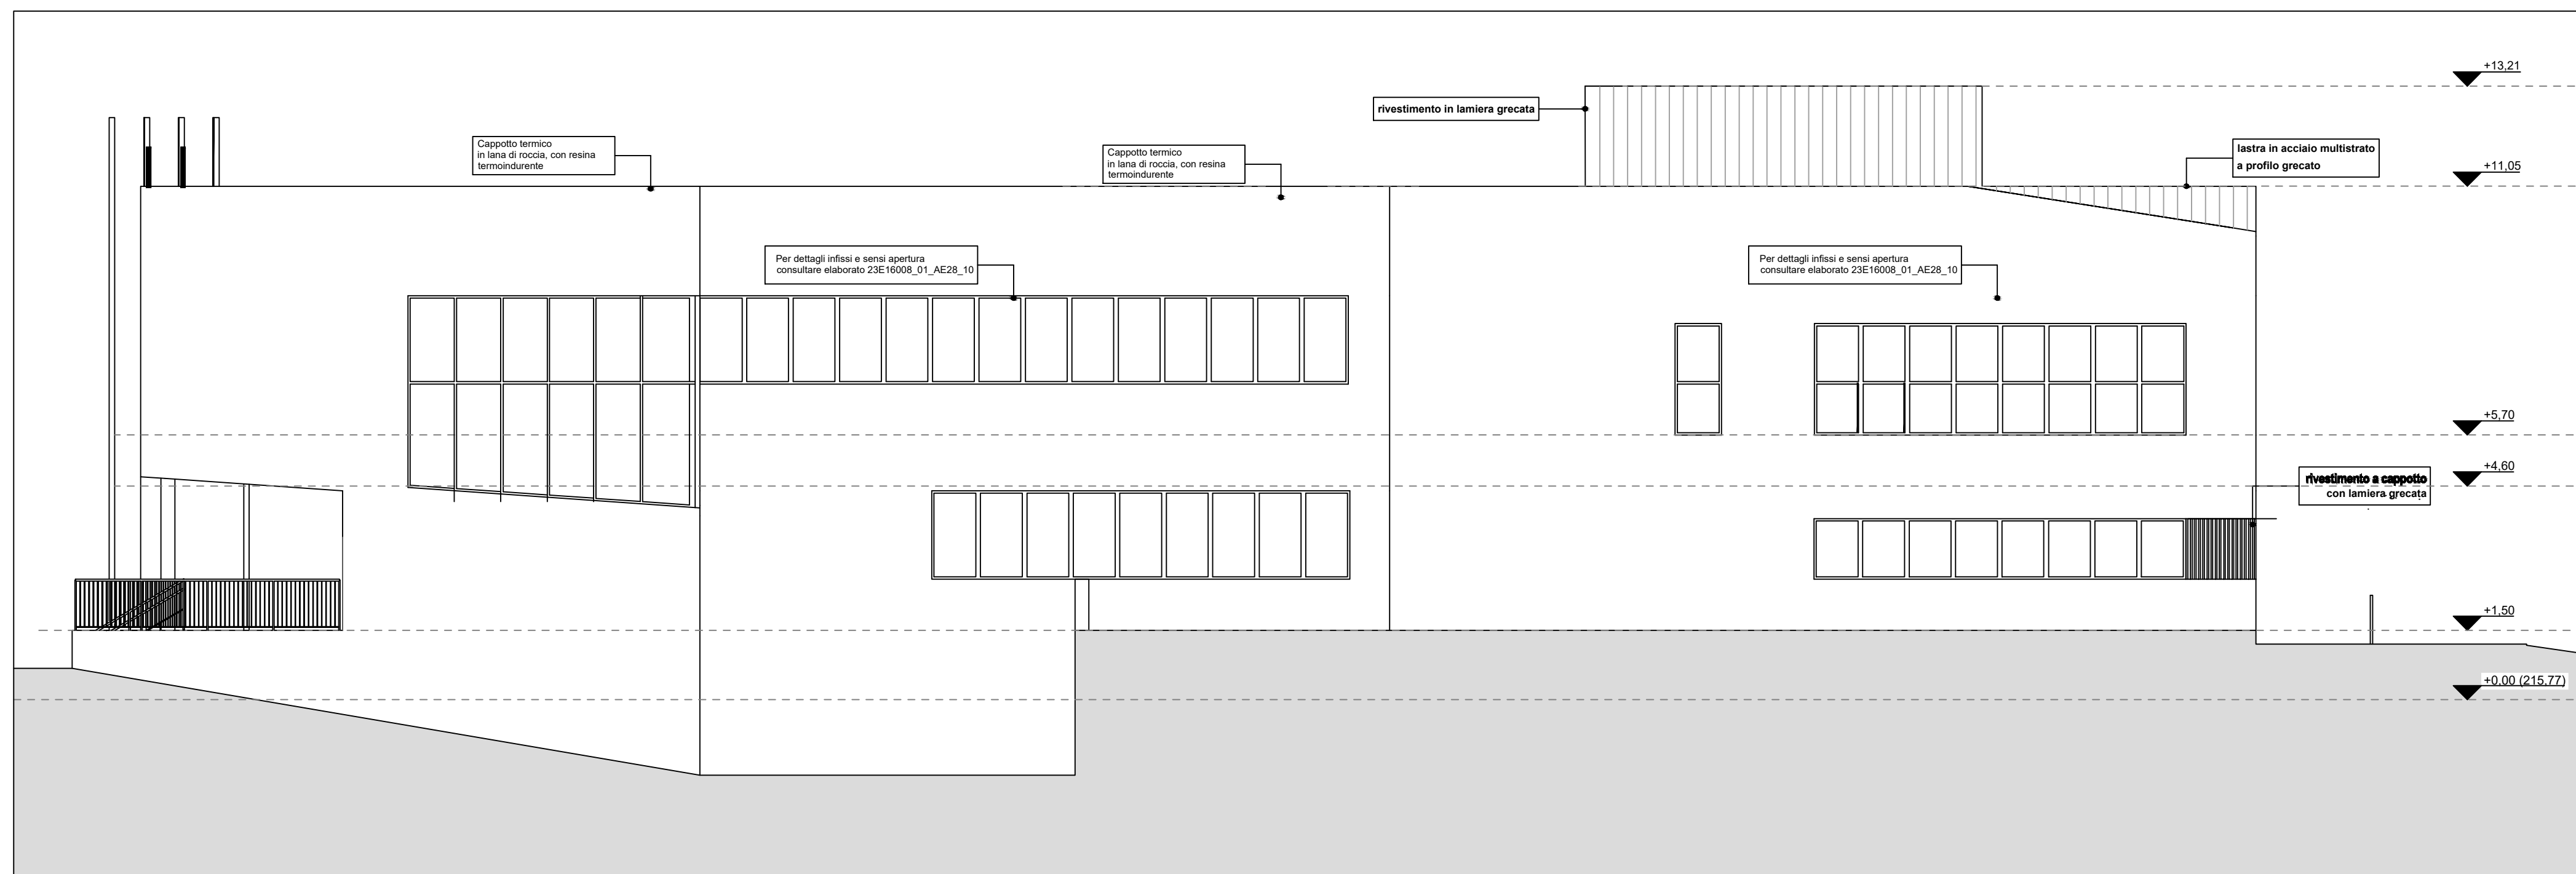 +13,21
rivestimento in lamiera grecata
Cappotto termico
in lana di roccia, con resina
termoindurente
Cappotto termico
in lana di roccia, con resina
termoindurente
lastra in acciaio multistrato
a profilo grecato
+11,05
Per dettagli infissi e sensi apertura
consultare elaborato 23E16008_01_AE28_10
Per dettagli infissi e sensi apertura
consultare elaborato 23E16008_01_AE28_10
+5,70
+4,60
rivestimento a cappotto
con lamiera grecata
+1,50
+0,00 (215,77)